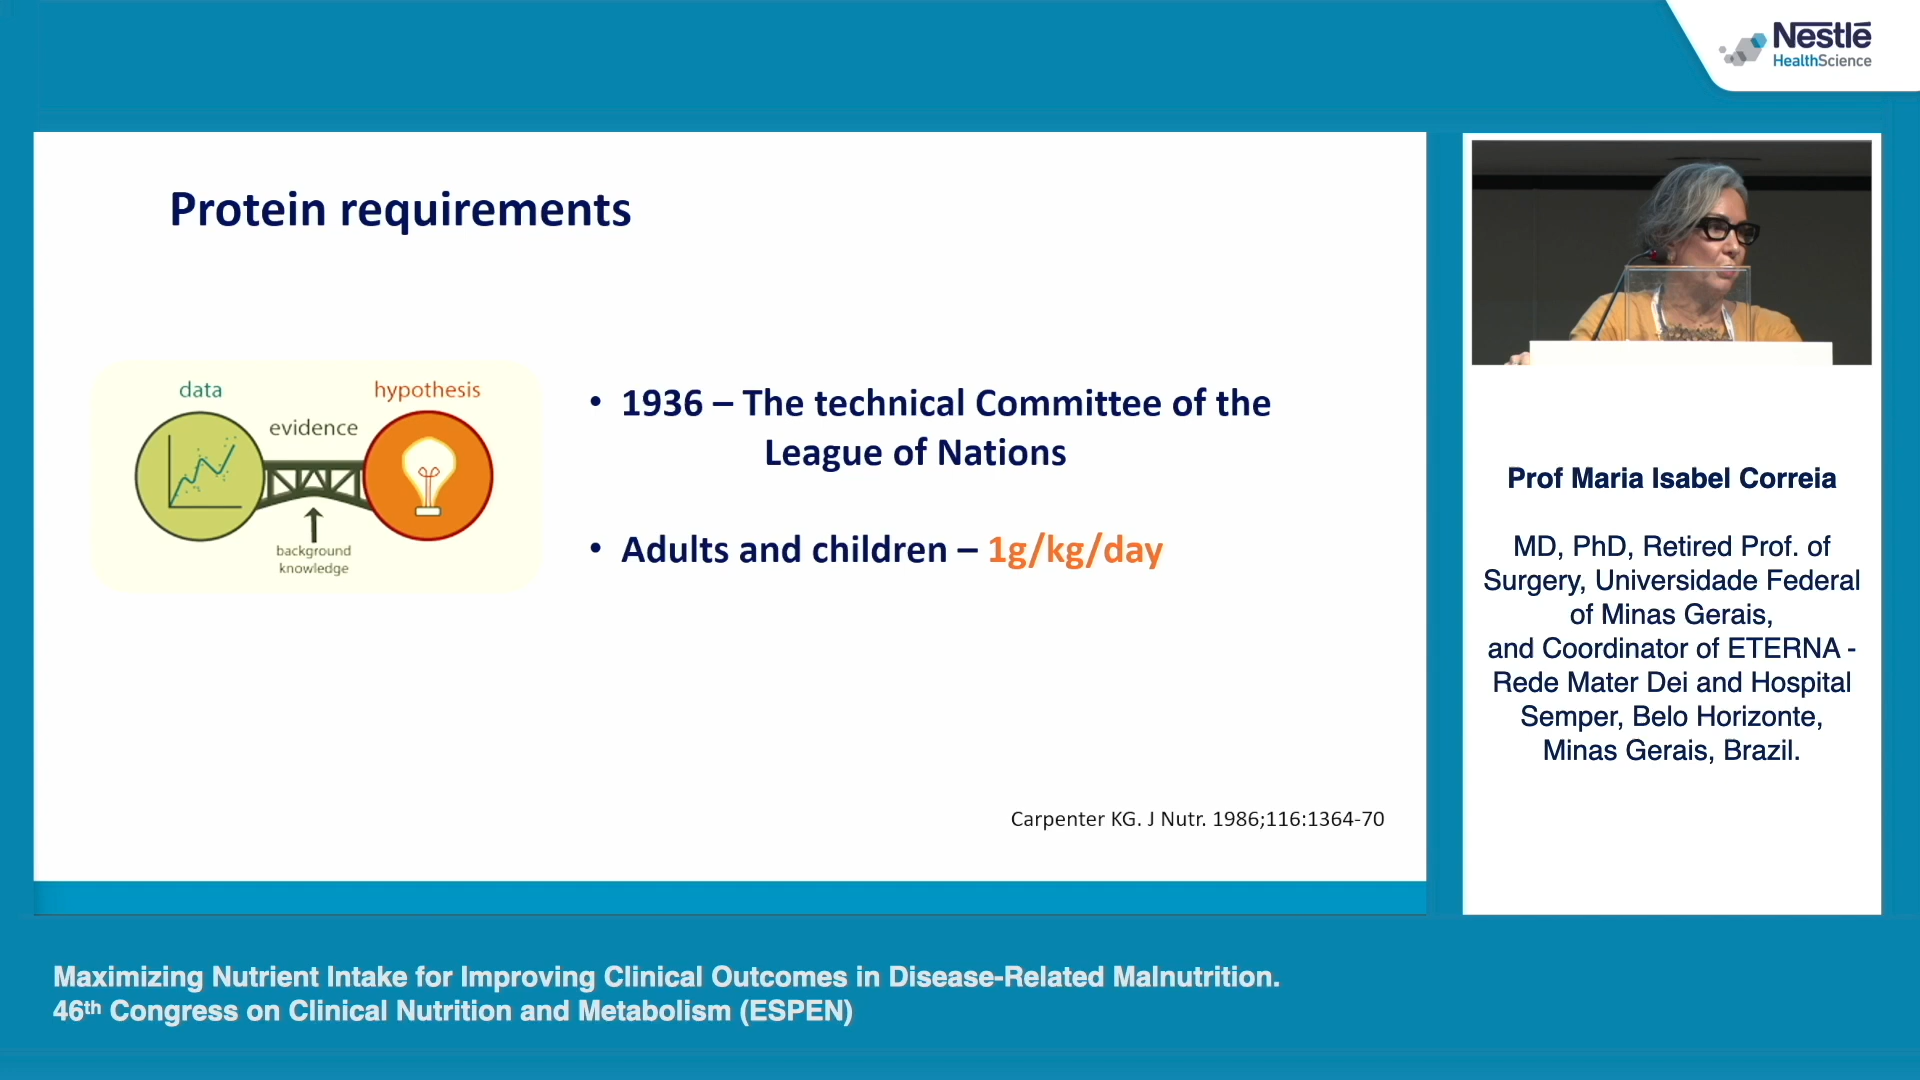 Nestlé
HealthScience
Protein requirements
data
hypothesis
evidence
background
knowledge
• 1936 – The technical Committee of the
League of Nations
• Adults and children – 1g/kg/day
Carpenter KG. J Nutr. 1986;116:1364-70
Prof Maria Isabel Correia
MD, PhD, Retired Prof. of
Surgery, Universidade Federal
of Minas Gerais,
and Coordinator of ETERNA -
Rede Mater Dei and Hospital
Semper, Belo Horizonte,
Minas Gerais, Brazil.
Maximizing Nutrient Intake for Improving Clinical Outcomes in Disease-Related Malnutrition.
46th Congress on Clinical Nutrition and Metabolism (ESPEN)